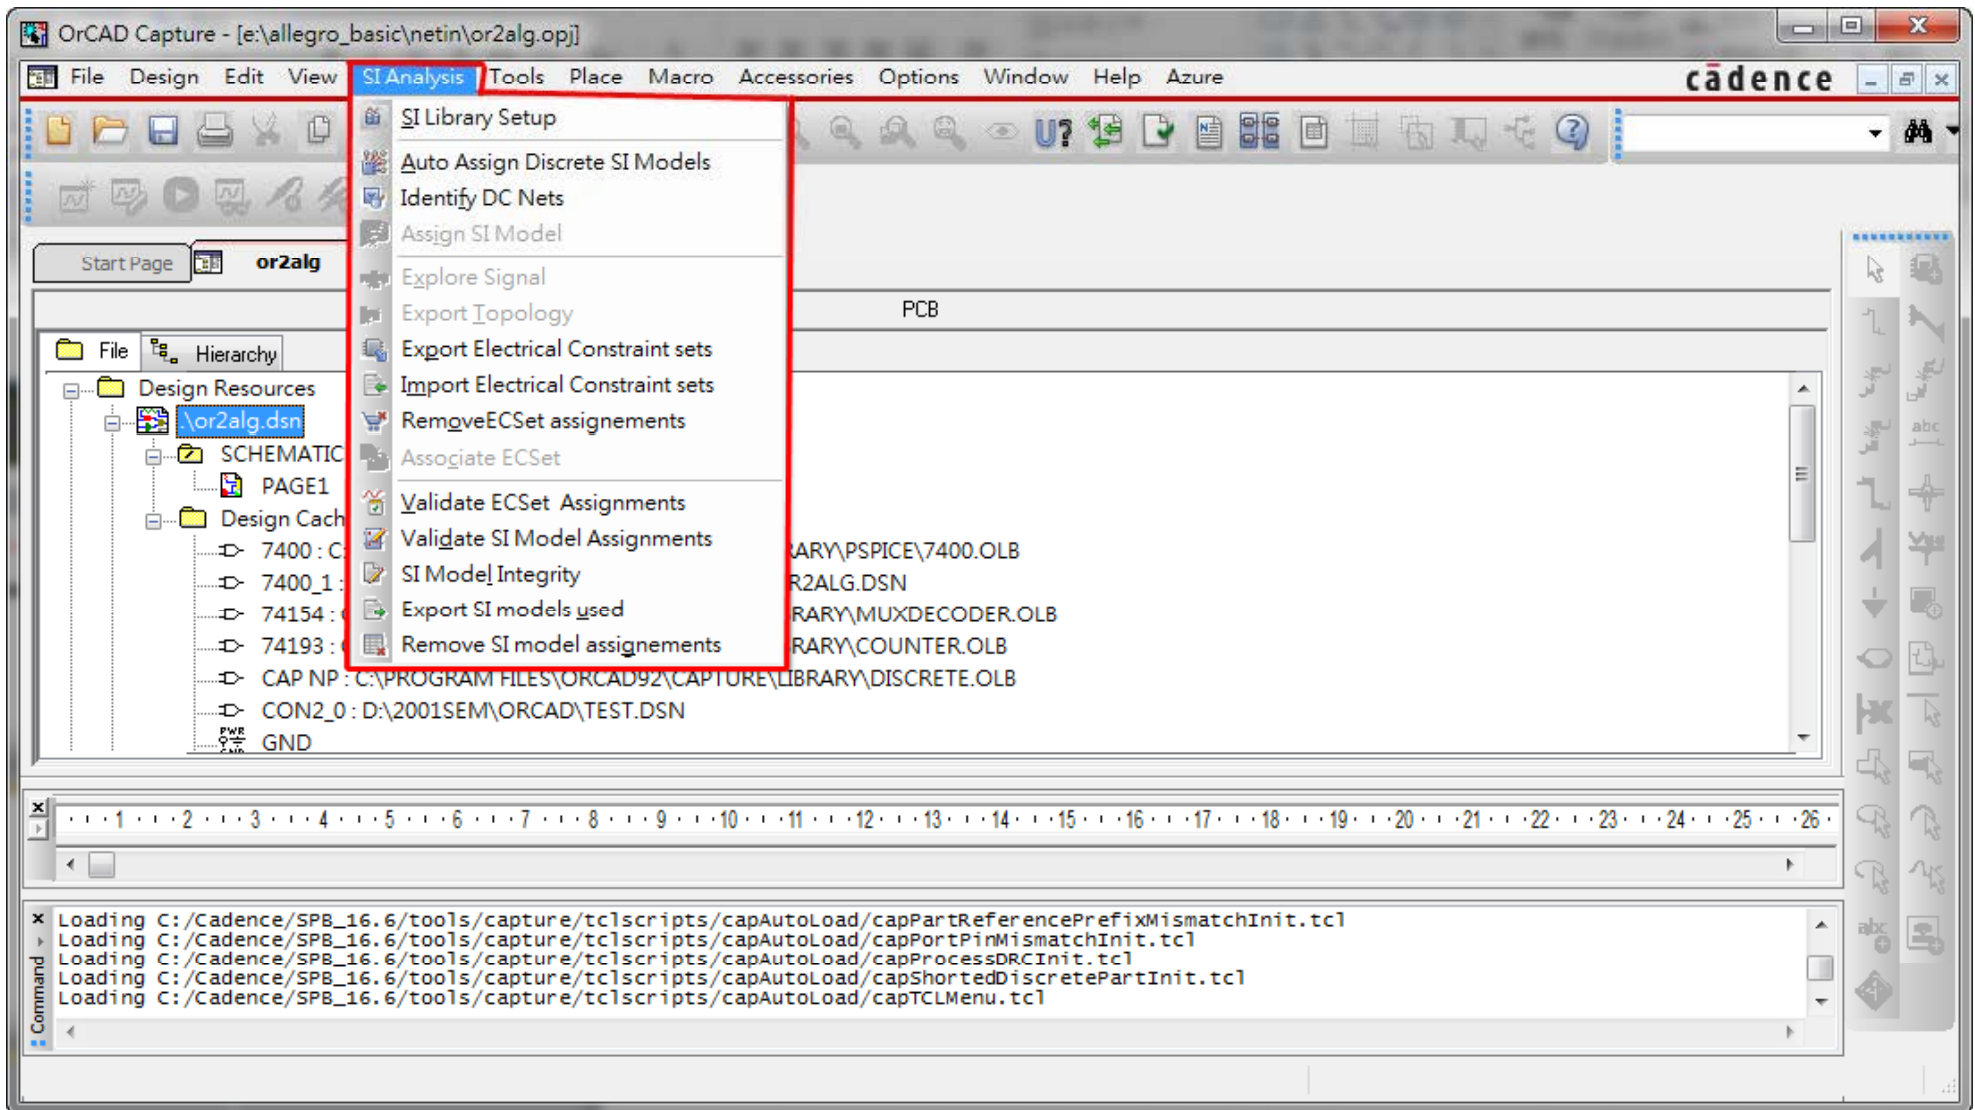 OrCAD Capture - [e:\allegro_basic\netin\or2alg.opj]
File Design Edit View SI Analysis Tools Place Macro Accessories Options Window Help Azure
cādence
SI Library Setup
U?
Auto Assign Discrete SI Models
Identify DC Nets
Assign SI Model
Start Page
or2alg
Explore Signal
Export Topology
PCB
Export Electrical Constraint sets
File
Hierarchy
Import Electrical Constraint sets
Design Resources
RemoveECSet assignements
.\or2alg.dsn
abc
Associate ECSet
SCHEMATIC
PAGE1
Validate ECSet Assignments
Design Cach
Validate SI Model Assignments
7400 : C:
RARY\PSPICE\7400.OLB
SI Model Integrity
7400_1 :
R2ALG.DSN
Export SI models used
74154 :
RARY\MUXDECODER.OLB
Remove SI model assignements
74193 :
RARY\COUNTER.OLB
CAP NP : C:\PROGRAM FILES\ORCAD92\CAPTURE\LIBRARY\DISCRETE.OLB
CON2_0 : D:\2001SEM\ORCAD\TEST.DSN
GND
1 2 3 4 5 6 7 8 9 10 11 12 13 14 15 16 17 18 19 20 21 22 23 24 25 26
Loading C:/Cadence/SPB_16.6/tools/capture/tclscripts/capAutoLoad/capPartReferencePrefixMismatchInit.tcl
Loading C:/Cadence/SPB_16.6/tools/capture/tclscripts/capAutoLoad/capPortPinMismatchInit.tcl
Loading C:/Cadence/SPB_16.6/tools/capture/tclscripts/capAutoLoad/capProcessDRCInit.tcl
Loading C:/Cadence/SPB_16.6/tools/capture/tclscripts/capAutoLoad/capShortedDiscretePartInit.tcl
Loading C:/Cadence/SPB_16.6/tools/capture/tclscripts/capAutoLoad/capTCLMenu.tcl
Command
abc